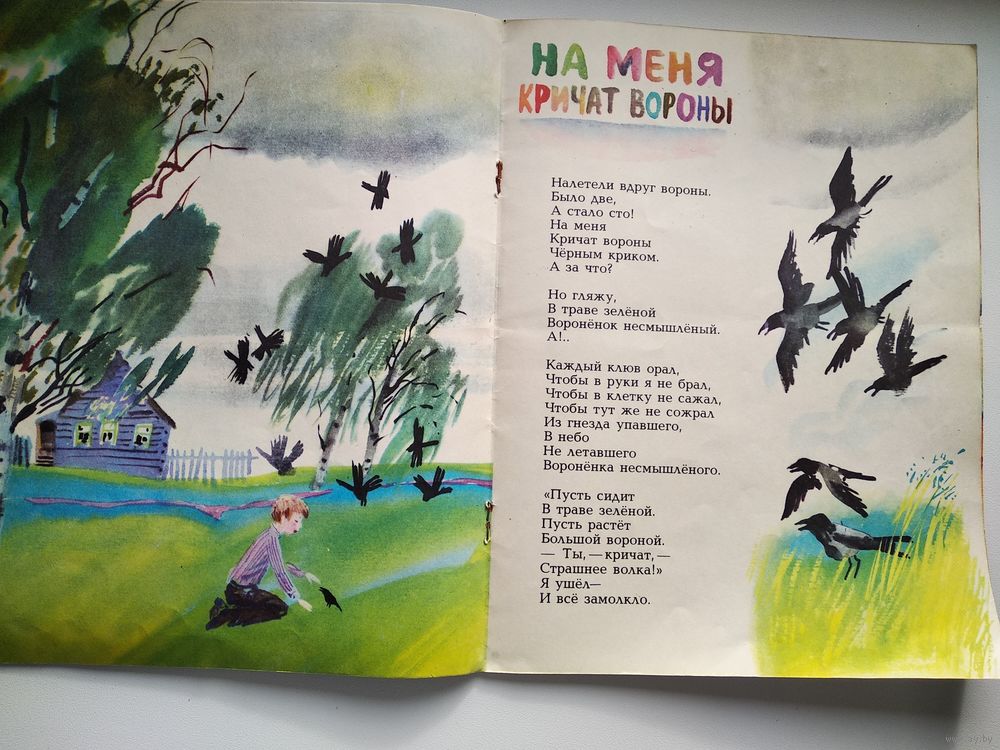 НА МЕНЯ
КРИЧАТ ВОРОНЫ
Налетели вдруг вороны.
Было две,
А стало сто!
На меня
Кричат вороны
Чёрным криком.
А за что?
Но гляжу,
В траве зелёной
Воронёнок несмышлёный.
А!..
Каждый клюв орал,
Чтобы в руки я не брал,
Чтобы в клетку не сажал,
Чтобы тут же не сожрал
Из гнезда упавшего,
В небо
Не летавшего
Воронёнка несмышлёного.
«Пусть сидит
В траве зелёной.
Пусть растёт
Большой вороной.
— Ты, — кричат, —
Страшнее волка!»
Я ушёл—
И всё замолкло.